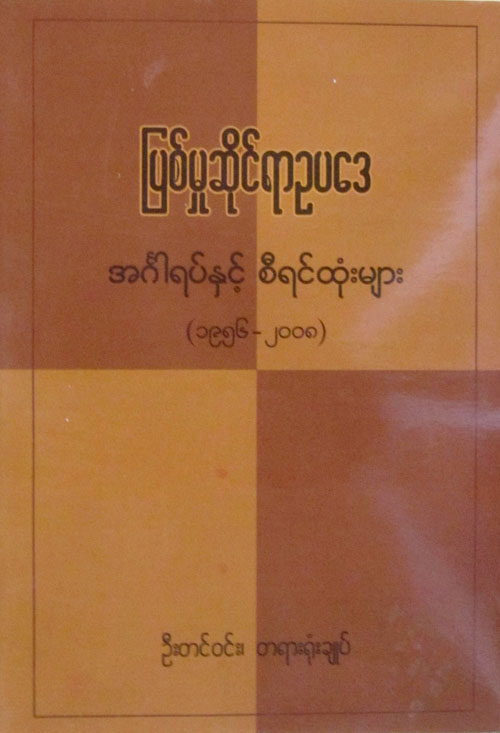 ပြစ်မှုဆိုင်ရာဥပဒေ
အင်္ဂါရပ်နှင့် စီရင်ထုံးများ
(၁၉၅၆-၂၀၀၈)
ဦးတင်ဝင်း၊ တရားရုံးချုပ်